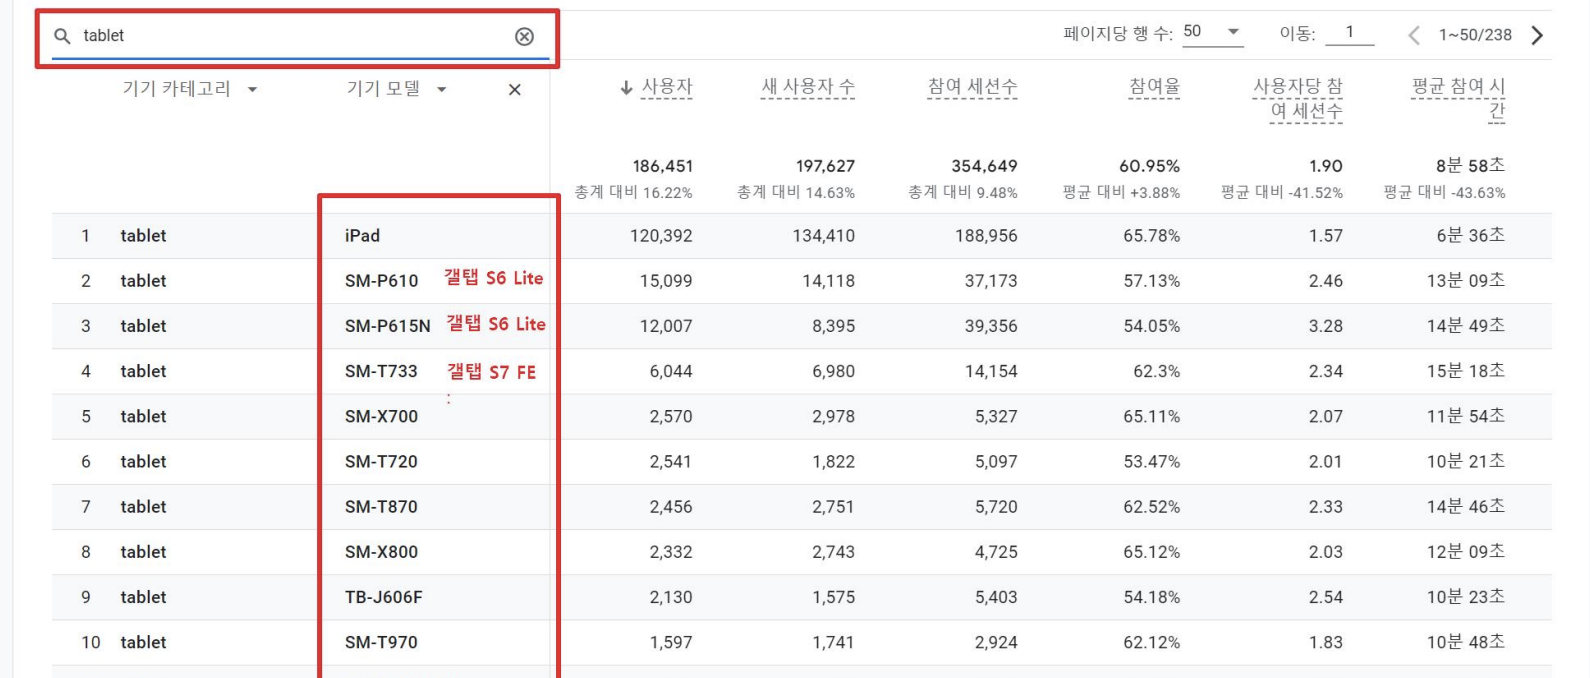 tablet
페이지당 행 수: 50 이동: 1 1~50/238
기기 카테고리 기기 모델 사용자 새 사용자 수 참여 세션수 참여율 사용자당 참여 세션수 평균 참여 시간
186,451 197,627 354,649 60.95% 1.90 8분 58초
총계 대비 16.22% 총계 대비 14.63% 총계 대비 9.48% 평균 대비 +3.88% 평균 대비 -41.52% 평균 대비 -43.63%
1 tablet iPad 120,392 134,410 188,956 65.78% 1.57 6분 36초
2 tablet SM-P610 갤탭 S6 Lite 15,099 14,118 37,173 57.13% 2.46 13분 09초
3 tablet SM-P615N 갤탭 S6 Lite 12,007 8,395 39,356 54.05% 3.28 14분 49초
4 tablet SM-T733 갤탭 S7 FE 6,044 6,980 14,154 62.3% 2.34 15분 18초
:
5 tablet SM-X700 2,570 2,978 5,327 65.11% 2.07 11분 54초
6 tablet SM-T720 2,541 1,822 5,097 53.47% 2.01 10분 21초
7 tablet SM-T870 2,456 2,751 5,720 62.52% 2.33 14분 46초
8 tablet SM-X800 2,332 2,743 4,725 65.12% 2.03 12분 09초
9 tablet TB-J606F 2,130 1,575 5,403 54.18% 2.54 10분 23초
10 tablet SM-T970 1,597 1,741 2,924 62.12% 1.83 10분 48초